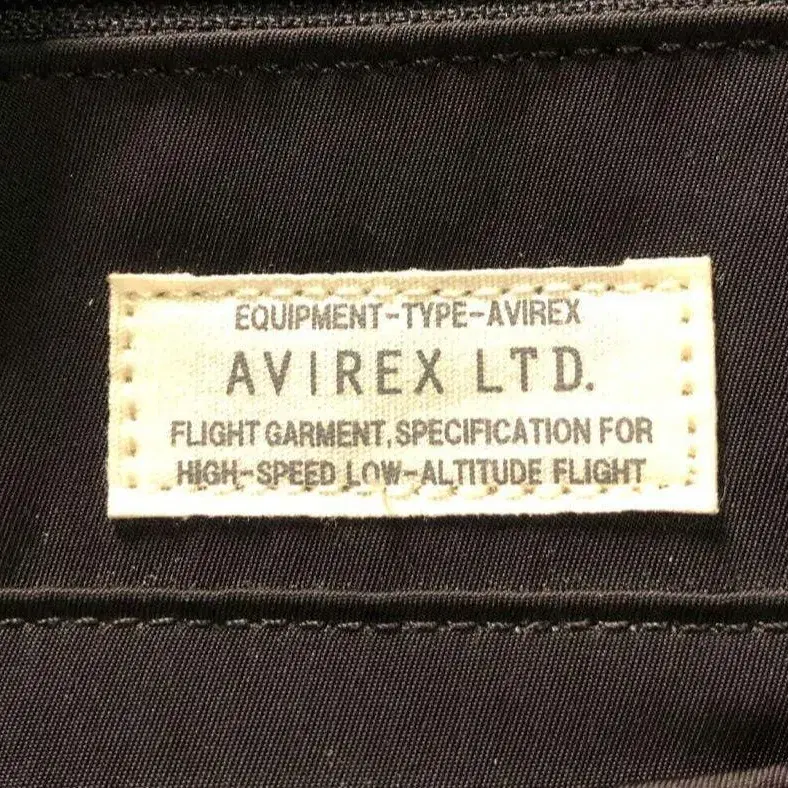 EQUIPMENT-TYPE-AVIREX
AVIREX LTD.
FLIGHT GARMENT, SPECIFICATION FOR
HIGH-SPEED LOW-ALTITUDE FLIGHT